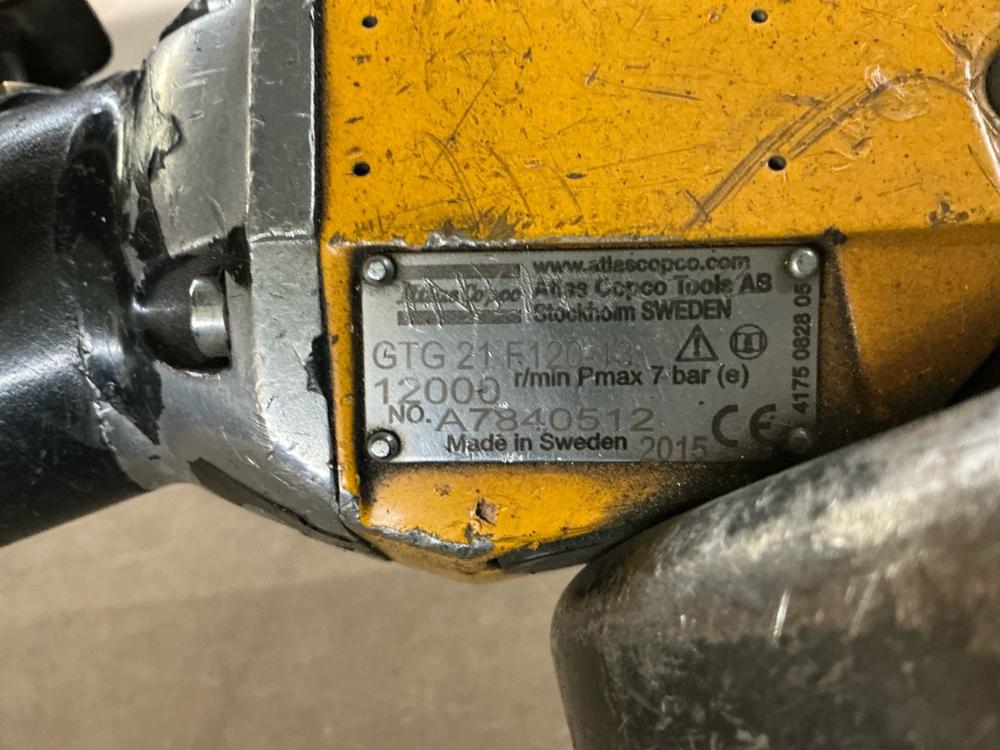 Atlas Copco
www.atlascopco.com
Atlas Copco Tools AB
Stockholm SWEDEN
GTG 21 F120-13
12000 r/min Pmax 7 bar (e)
NO. A7840512
Made in Sweden 2015
CE
4175 0828 05